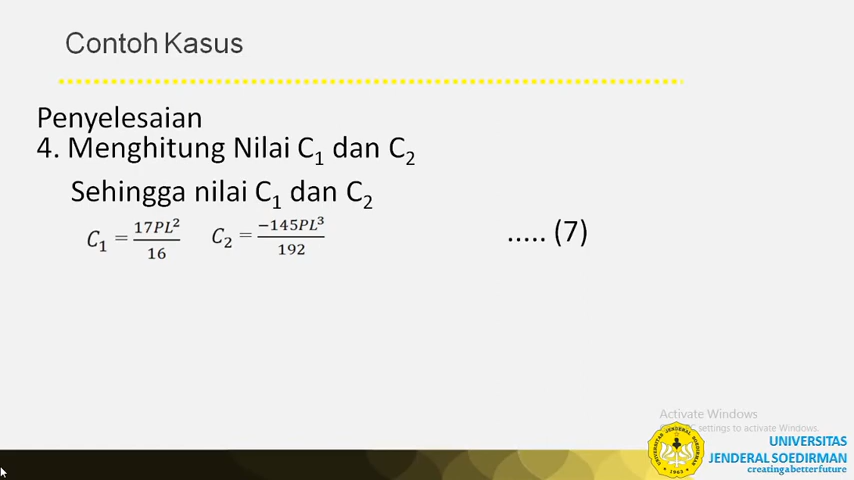 Contoh Kasus
Penyelesaian
4. Menghitung Nilai C₁ dan C₂
Sehingga nilai C₁ dan C₂
C₁ = 17PL²/16 C₂ = −145PL³/192 ..... (7)
Activate Windows
settings to activate Windows.
UNIVERSITAS
JENDERAL SOEDIRMAN
creating a better future
1963